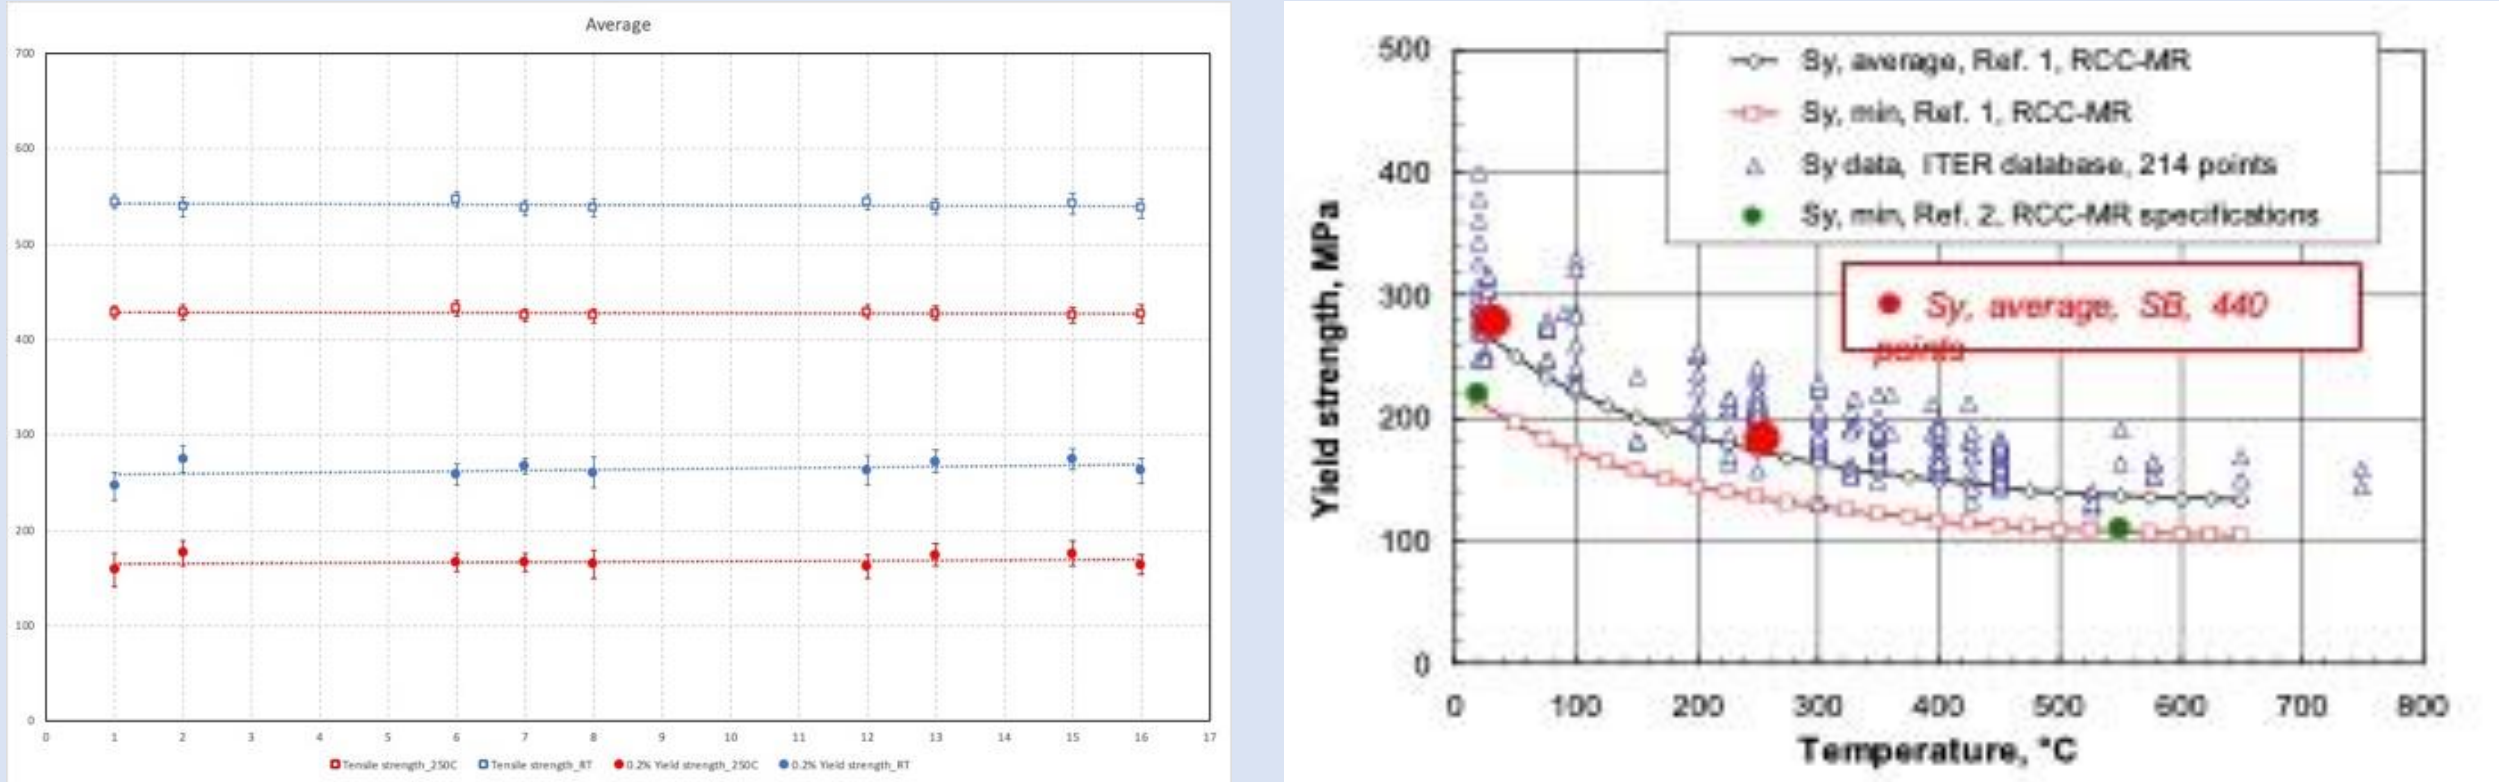 Average
700
600
500
400
300
200
100
0
0 1 2 3 4 5 6 7 8 9 10 11 12 13 14 15 16 17
Tensile strength_250C Tensile strength_RT 0.2% Yield strength_250C 0.2% Yield strength_RT
Yield strength, MPa
500
400
300
200
100
0
Sy, average, Ref. 1, RCC-MR
Sy, min, Ref. 1, RCC-MR
Sy data, ITER database, 214 points
Sy, min, Ref. 2, RCC-MR specifications
Sy, average, SB, 440
points
0 100 200 300 400 500 600 700 800
Temperature, °C